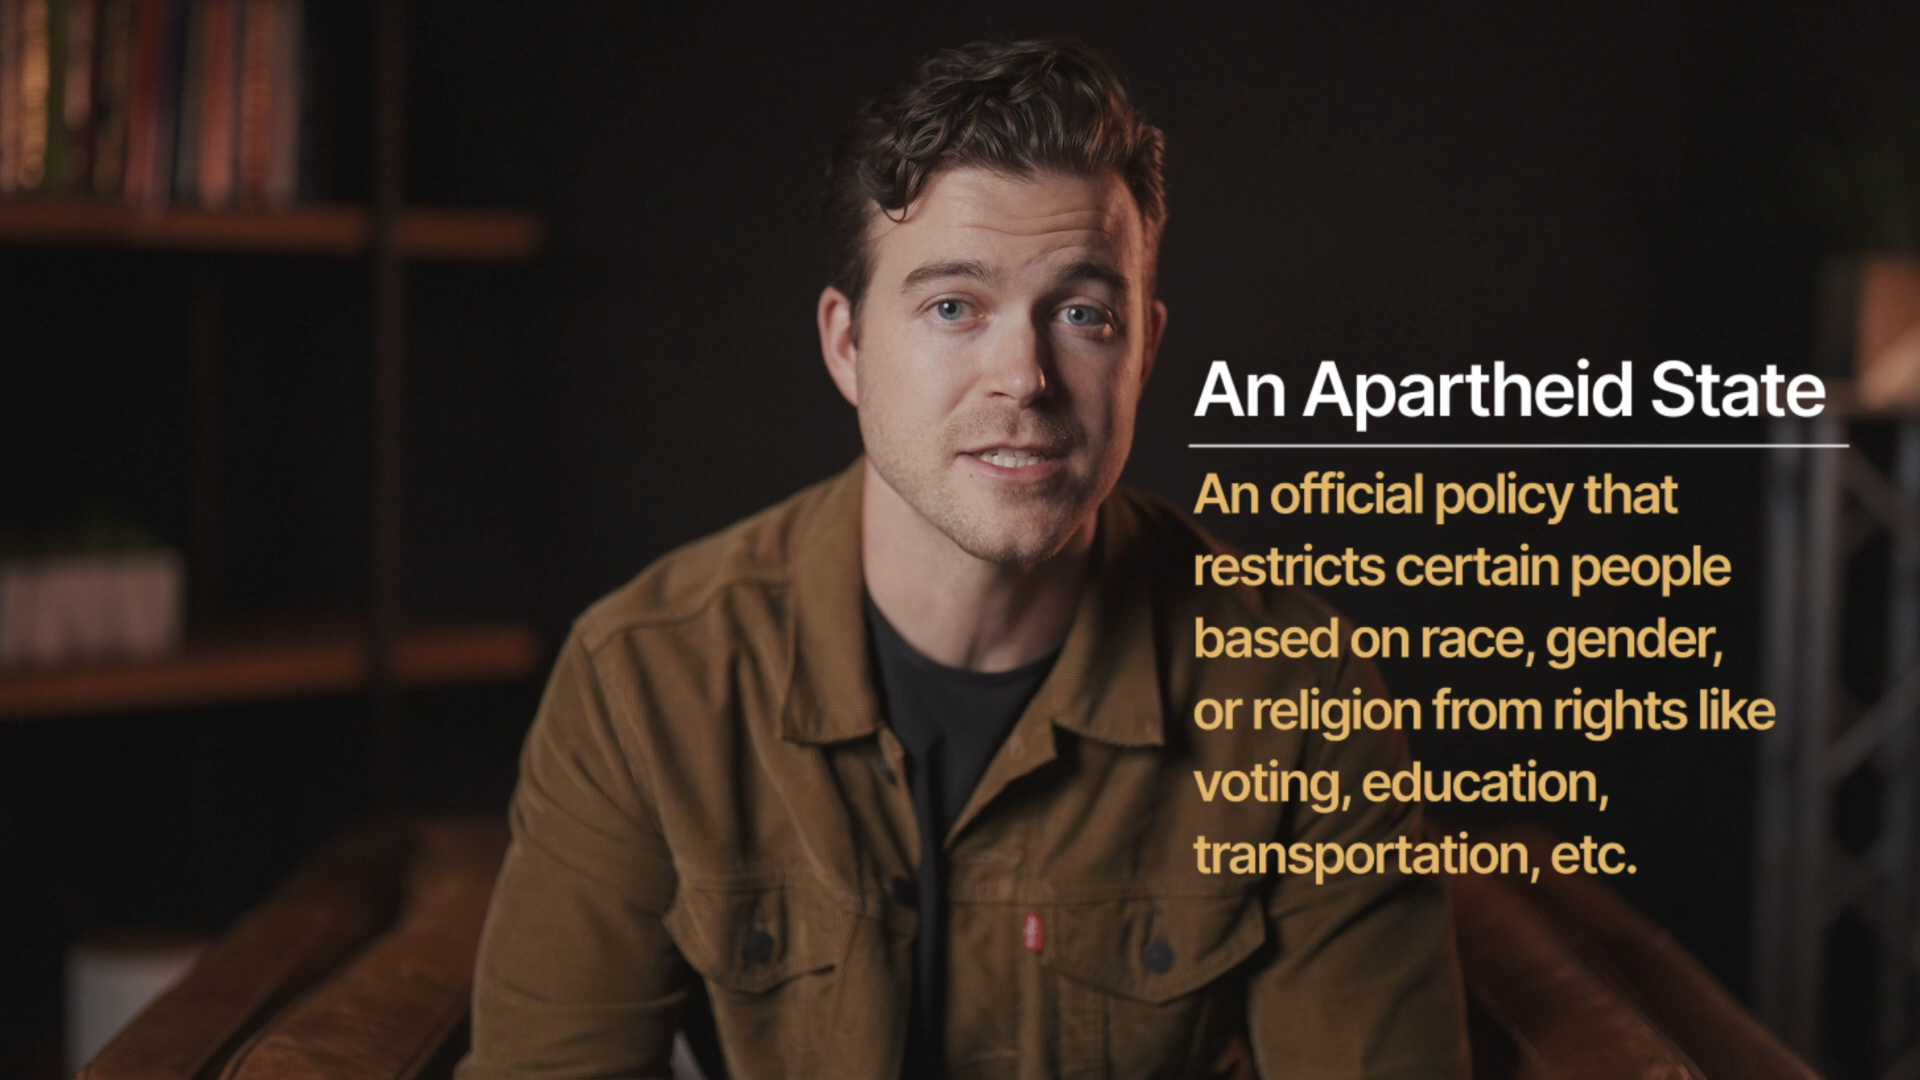 An Apartheid State
An official policy that
restricts certain people
based on race, gender,
or religion from rights like
voting, education,
transportation, etc.